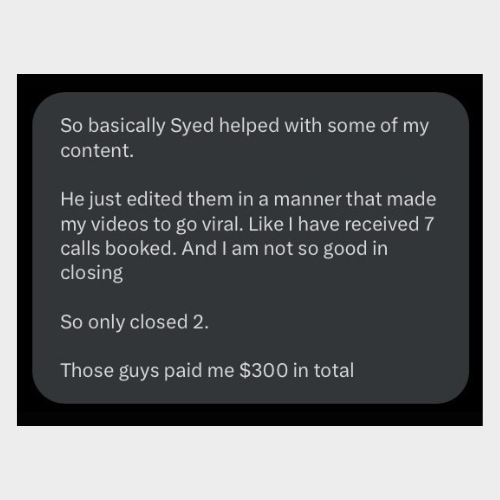 So basically Syed helped with some of my
content.
He just edited them in a manner that made
my videos to go viral. Like I have received 7
calls booked. And I am not so good in
closing
So only closed 2.
Those guys paid me $300 in total